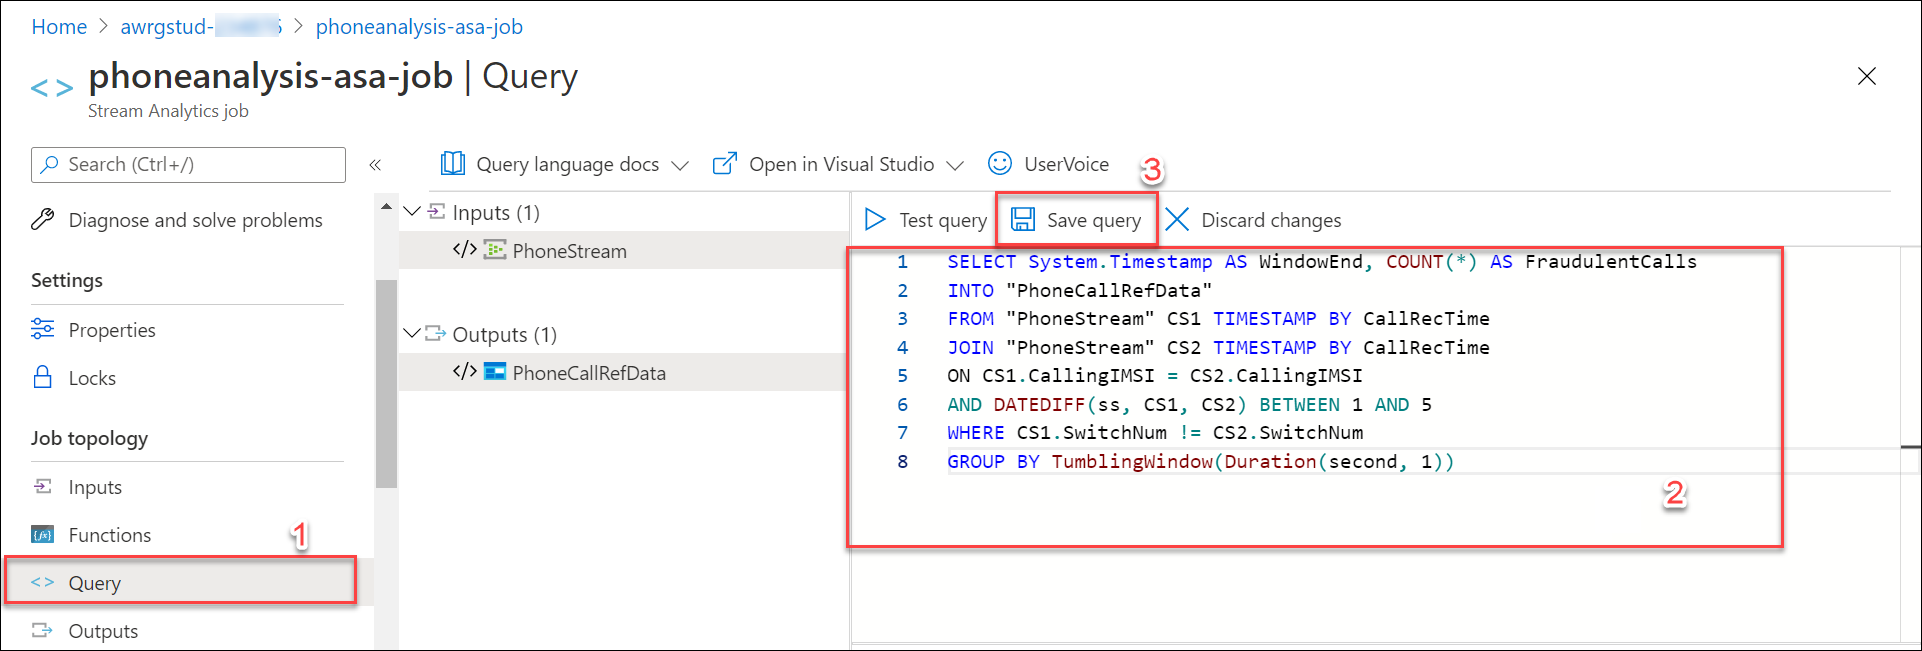 Home > awrgstud- > phoneanalysis-asa-job
phoneanalysis-asa-job | Query
Stream Analytics job
Search (Ctrl+/)
«
Query language docs
Open in Visual Studio
UserVoice
3
Diagnose and solve problems
Settings
Properties
Locks
Job topology
Inputs
Functions
1
<> Query
Outputs
Inputs (1)
</> PhoneStream
Outputs (1)
</> PhoneCallRefData
Test query
Save query
Discard changes
1 SELECT System.Timestamp AS WindowEnd, COUNT(*) AS FraudulentCalls
2 INTO "PhoneCallRefData"
3 FROM "PhoneStream" CS1 TIMESTAMP BY CallRecTime
4 JOIN "PhoneStream" CS2 TIMESTAMP BY CallRecTime
5 ON CS1.CallingIMSI = CS2.CallingIMSI
6 AND DATEDIFF(ss, CS1, CS2) BETWEEN 1 AND 5
7 WHERE CS1.SwitchNum != CS2.SwitchNum
8 GROUP BY TumblingWindow(Duration(second, 1))
2